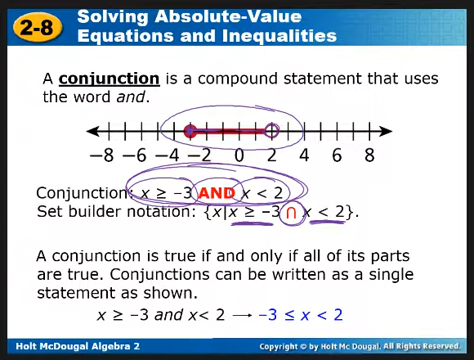 2-8
Solving Absolute-Value
Equations and Inequalities
A conjunction is a compound statement that uses
the word and.
−8 −6 −4 −2 0 2 4 6 8
Conjunction: x ≥ −3 AND x < 2
Set builder notation: {x|x ≥ −3 ∩ x < 2}
A conjunction is true if and only if all of its parts
are true. Conjunctions can be written as a single
statement as shown.
x ≥ −3 and x< 2 → −3 ≤ x < 2
Holt McDougal Algebra 2
Copyright © by Holt Mc Dougal. All Rights Reserved.